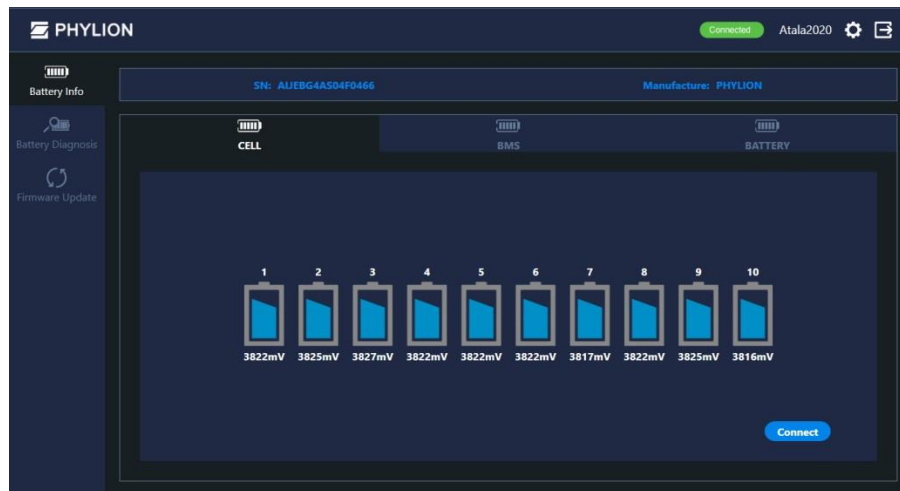 PHYLION
Connected Atala2020
Battery Info
SN: AIJEBG4AS04F0466 Manufacture: PHYLION
Battery Diagnosis
CELL BMS BATTERY
Firmware Update
1 2 3 4 5 6 7 8 9 10
3822mV 3825mV 3827mV 3822mV 3822mV 3822mV 3817mV 3822mV 3825mV 3816mV
Connect